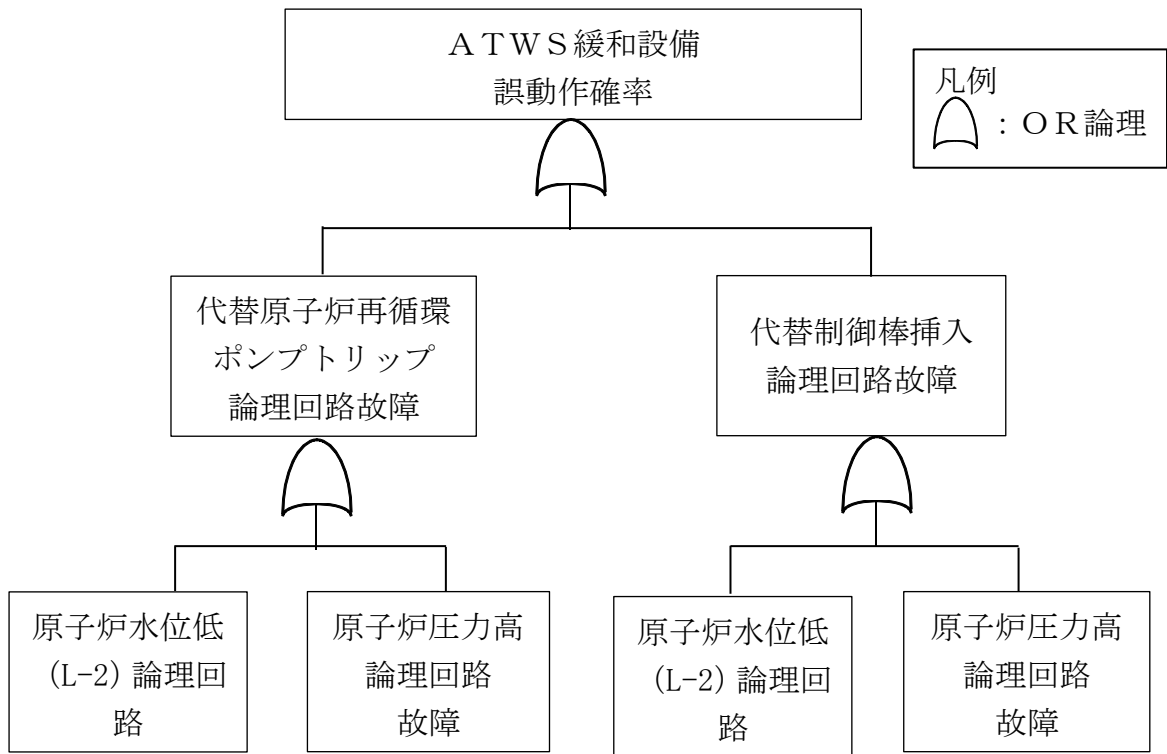 ＡＴＷＳ緩和設備
誤動作確率
凡例
：ＯＲ論理
代替原子炉再循環
ポンプトリップ
論理回路故障
代替制御棒挿入
論理回路故障
原子炉水位低
(L-2)論理回
路
原子炉圧力高
論理回路
故障
原子炉水位低
(L-2)論理回
路
原子炉圧力高
論理回路
故障